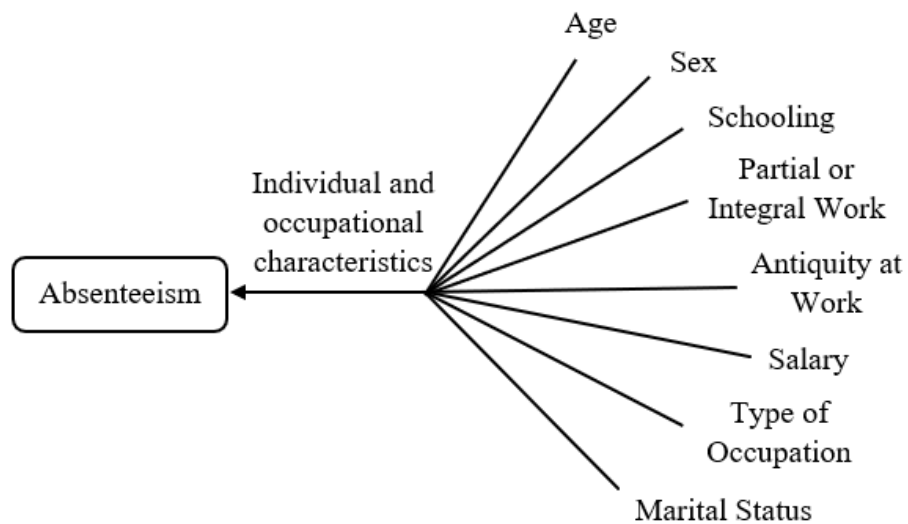 Age
Sex
Schooling
Partial or
Integral Work
Individual and
occupational
characteristics
Absenteeism
Antiquity at
Work
Salary
Type of
Occupation
Marital Status